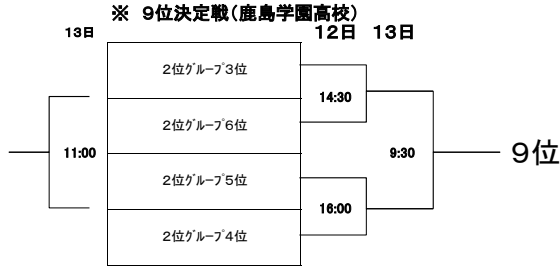 ※ 9位決定戦(鹿島学園高校)
13日
12日 13日
2位グループ3位
14:30
2位グループ6位
11:00
9:30
9位
2位グループ5位
16:00
2位グループ4位